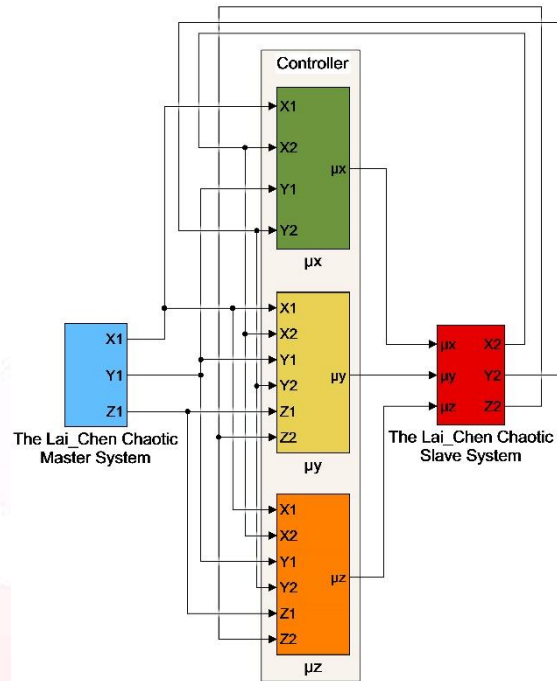 Controller
X1
X2
Y1
Y2
μx
μx
X1
X2
Y1
Y2
Z1
Z2
μy
μy
X1
X2
Y1
Y2
Z1
Z2
μz
μz
X1
Y1
Z1
The Lai_Chen Chaotic
Master System
μx
μy
μz
X2
Y2
Z2
The Lai_Chen Chaotic
Slave System